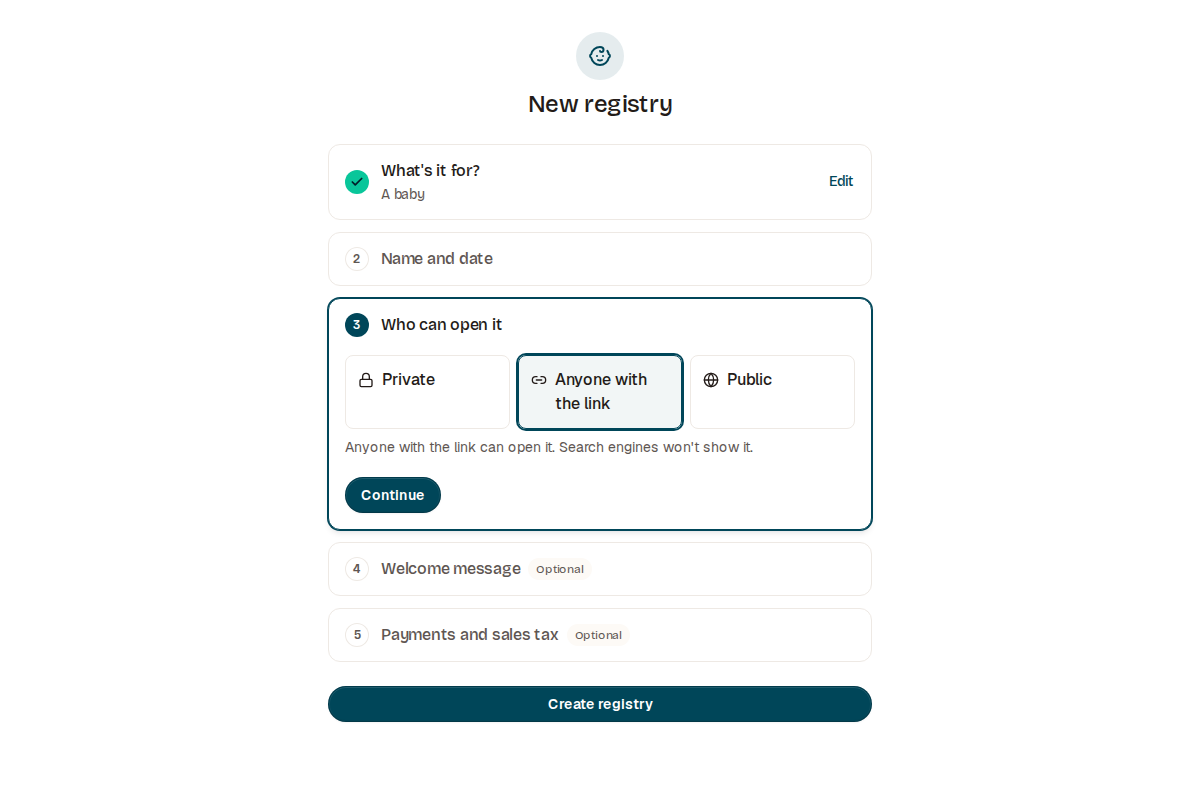 New registry
What's it for?
A baby
Edit
2
Name and date
3
Who can open it
Private
Anyone with
the link
Public
Anyone with the link can open it. Search engines won't show it.
Continue
4
Welcome message
Optional
5
Payments and sales tax
Optional
Create registry